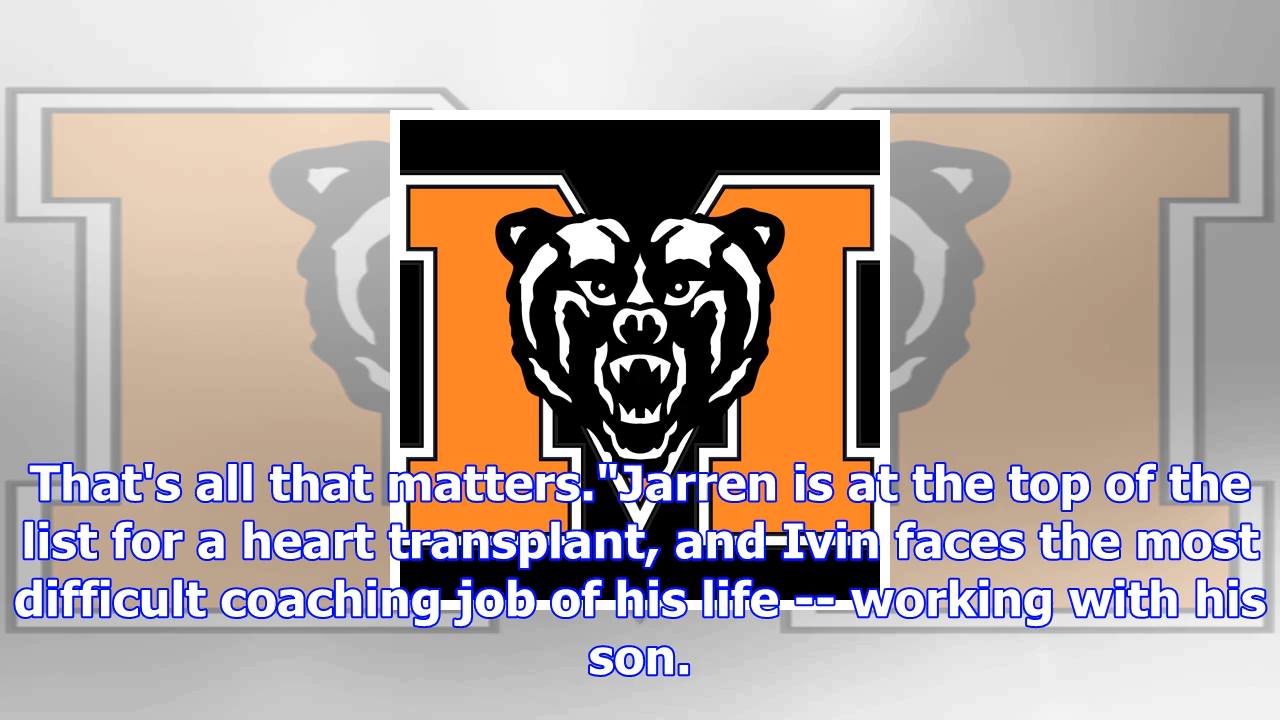 That's all that matters."Jarren is at the top of the
list for a heart transplant, and Ivin faces the most
difficult coaching job of his life -- working with his
son.